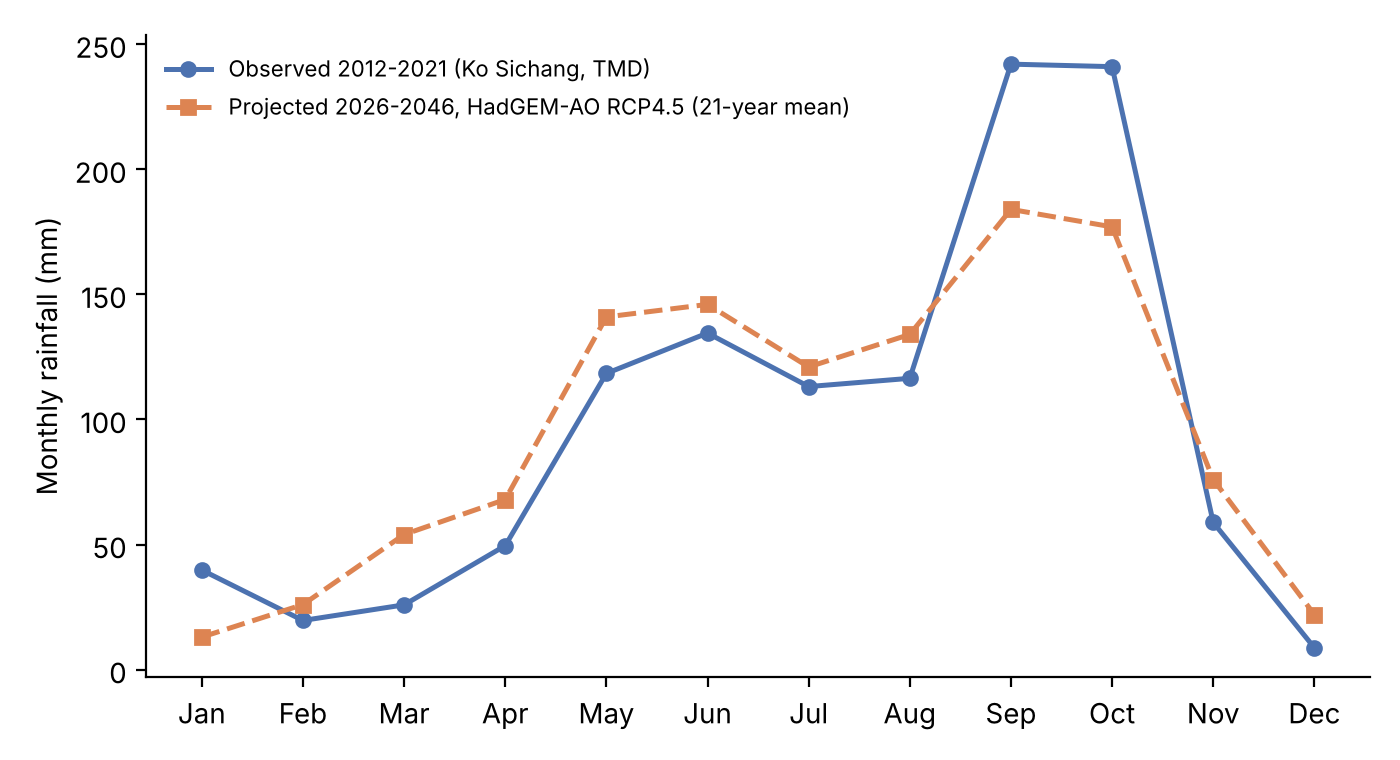 250
200
150
100
50
0
Monthly rainfall (mm)
Observed 2012-2021 (Ko Sichang, TMD)
Projected 2026-2046, HadGEM-AO RCP4.5 (21-year mean)
Jan Feb Mar Apr May Jun Jul Aug Sep Oct Nov Dec